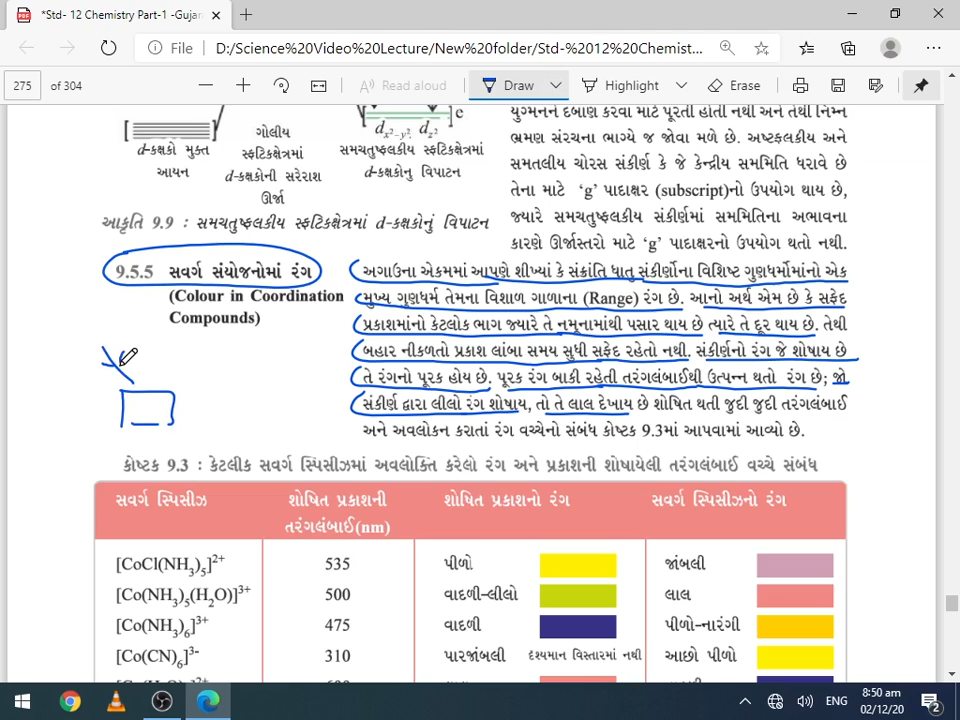 *Std- 12 Chemistry Part-1 -Gujar
File D:/Science%20Video%20Lecture/New%20folder/Std-%2012%20Chemist...
275 of 304 Read aloud Draw Highlight Erase
[ ] e
dx²-y², dz²
d-કક્ષકો મુક્ત
આયન
ગોલીય
સ્ફટિકક્ષેત્રમાં
d-કક્ષકોની સરેરાશ
ઊર્જા
સમચતુષ્ફલકીય સ્ફટિકક્ષેત્રમાં
d-કક્ષકોનું વિપાટન
આકૃતિ 9.9 : સમચતુષ્ફલકીય સ્ફટિકક્ષેત્રમાં d-કક્ષકોનું વિપાટન
યુગ્મનને દબાણ કરવા માટે પૂરતી હોતી નથી અને તેથી નિમ્ન
ભ્રમણ સંરચના ભાગ્યે જ જોવા મળે છે. અષ્ટફલકીય અને
સમતલીય ચોરસ સંકીર્ણ કે જે કેન્દ્રીય સમમિતિ ધરાવે છે
તેના માટે ‘g’ પાદાક્ષર (subscript)નો ઉપયોગ થાય છે,
જ્યારે સમચતુષ્ફલકીય સંકીર્ણમાં સમમિતિના અભાવના
કારણે ઊર્જાસ્તરો માટે ‘g’ પાદાક્ષરનો ઉપયોગ થતો નથી.
9.5.5 સવર્ગ સંયોજનોમાં રંગ
(Colour in Coordination
Compounds)
અગાઉના એકમમાં આપણે શીખ્યાં કે સંક્રાંતિ ધાતુ સંકીર્ણોના વિશિષ્ટ ગુણધર્મોમાંનો એક
મુખ્ય ગુણધર્મ તેમના વિશાળ ગાળાના (Range) રંગ છે. આનો અર્થ એમ છે કે સફેદ
પ્રકાશમાંનો કેટલોક ભાગ જ્યારે તે નમૂનામાંથી પસાર થાય છે ત્યારે તે દૂર થાય છે. તેથી
બહાર નીકળતો પ્રકાશ લાંબા સમય સુધી સફેદ રહેતો નથી. સંકીર્ણનો રંગ જે શોષાય છે
તે રંગનો પૂરક હોય છે. પૂરક રંગ બાકી રહેતી તરંગલંબાઈથી ઉત્પન્ન થતો રંગ છે; જો
સંકીર્ણ દ્વારા લીલો રંગ શોષાય, તો તે લાલ દેખાય છે શોષિત થતી જુદી જુદી તરંગલંબાઈ
અને અવલોકન કરાતાં રંગ વચ્ચેનો સંબંધ કોષ્ટક 9.3માં આપવામાં આવ્યો છે.
કોષ્ટક 9.3 : કેટલીક સવર્ગ સ્પિસીઝમાં અવલોકિત કરેલો રંગ અને પ્રકાશની શોષાયેલી તરંગલંબાઈ વચ્ચે સંબંધ
સવર્ગ સ્પિસીઝ શોષિત પ્રકાશની તરંગલંબાઈ(nm) શોષિત પ્રકાશનો રંગ સવર્ગ સ્પિસીઝનો રંગ
[CoCl(NH₃)₅]²⁺ 535 પીળો જાંબલી
[Co(NH₃)₅(H₂O)]³⁺ 500 વાદળી-લીલો લાલ
[Co(NH₃)₆]³⁺ 475 વાદળી પીળો-નારંગી
[Co(CN)₆]³⁻ 310 પારજાંબલી દૃશ્યમાન વિસ્તારમાં નથી આછો પીળો
ENG 8:50 am
02/12/20
2